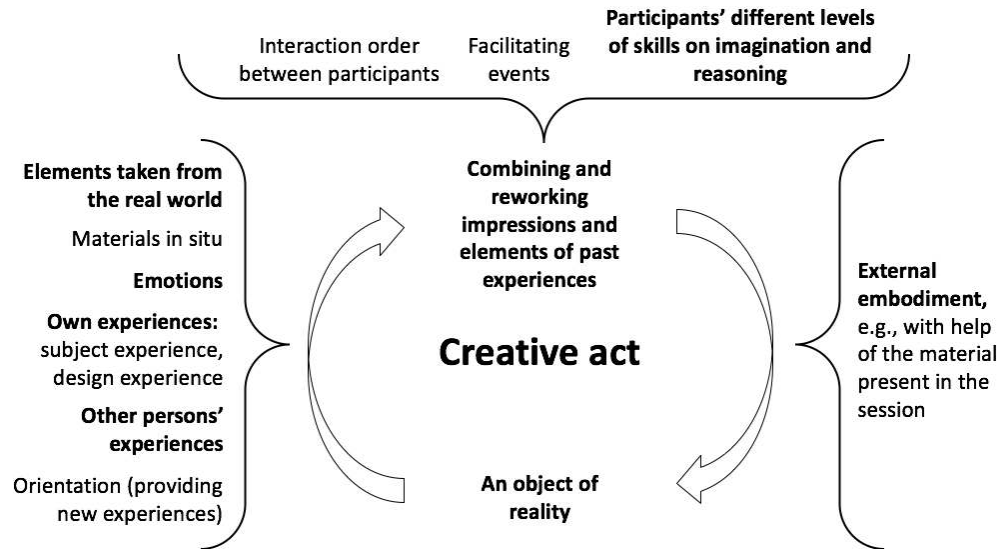 Interaction order
between participants
Facilitating
events
Participants’ different levels
of skills on imagination and
reasoning
Elements taken from
the real world
Materials in situ
Emotions
Own experiences:
subject experience,
design experience
Other persons’
experiences
Orientation (providing
new experiences)
Combining and
reworking
impressions and
elements of past
experiences
Creative act
An object of
reality
External
embodiment,
e.g., with help
of the material
present in the
session